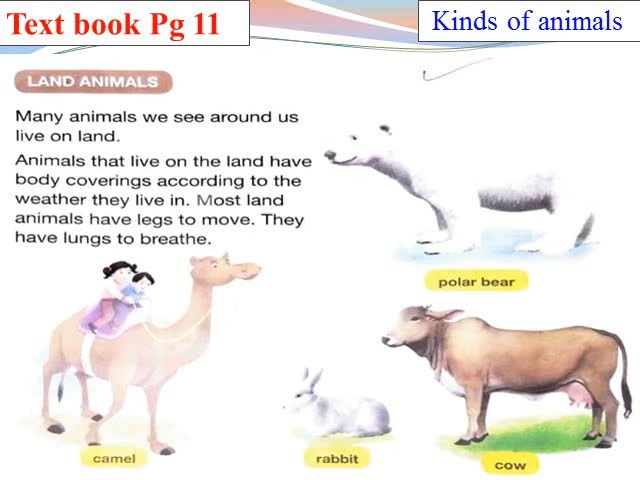 Text book Pg 11
Kinds of animals
LAND ANIMALS
Many animals we see around us
live on land.
Animals that live on the land have
body coverings according to the
weather they live in. Most land
animals have legs to move. They
have lungs to breathe.
polar bear
camel
rabbit
cow